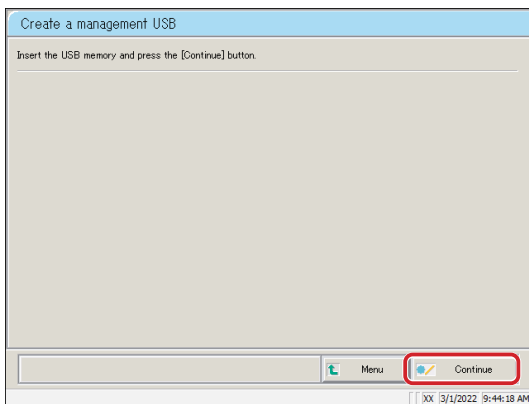 Create a management USB
Insert the USB memory and press the [Continue] button.
Menu
Continue
XX 3/1/2022 9:44:18 AM